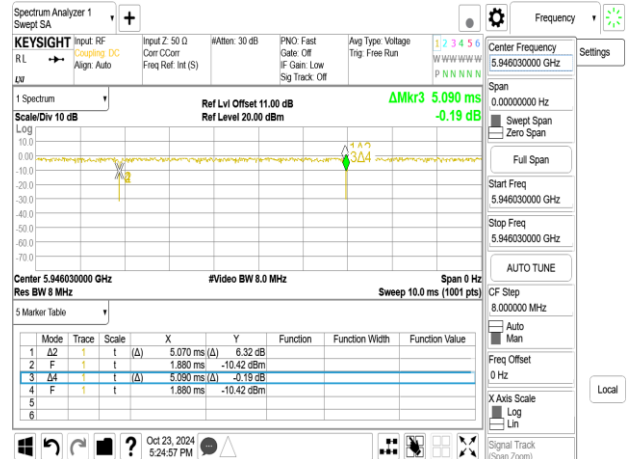 Spectrum Analyzer 1
Swept SA
Frequency
KEYSIGHT
RL
Input: RF
Coupling: DC
Align: Auto
Input Z: 50 Ω
Corr CCorr
Freq Ref: Int (S)
#Atten: 30 dB
PNO: Fast
Gate: Off
IF Gain: Low
Sig Track: Off
Avg Type: Voltage
Trig: Free Run
1 2 3 4 5 6
W W W W W W
P N N N N N
1 Spectrum
Scale/Div 10 dB
Ref Lvl Offset 11.00 dB
Ref Level 20.00 dBm
ΔMkr3 5.090 ms
-0.19 dB
Log
10.0
0.00
-10.0
-20.0
-30.0
-40.0
-50.0
-60.0
-70.0
3Δ4
Center 5.946030000 GHz
Res BW 8 MHz
#Video BW 8.0 MHz
Span 0 Hz
Sweep 10.0 ms (1001 pts)
5 Marker Table
Mode Trace Scale X Y Function Function Width Function Value
1 Δ2 1 t (Δ) 5.070 ms (Δ) 6.32 dB
2 F 1 t 1.880 ms -10.42 dBm
3 Δ4 1 t (Δ) 5.090 ms (Δ) -0.19 dB
4 F 1 t 1.880 ms -10.42 dBm
5
6
Oct 23, 2024
5:24:57 PM
Center Frequency
5.946030000 GHz
Span
0.00000000 Hz
Swept Span
Zero Span
Full Span
Start Freq
5.946030000 GHz
Stop Freq
5.946030000 GHz
AUTO TUNE
CF Step
8.000000 MHz
Auto
Man
Freq Offset
0 Hz
X Axis Scale
Log
Lin
Signal Track
(Span Zoom)
Settings
Local